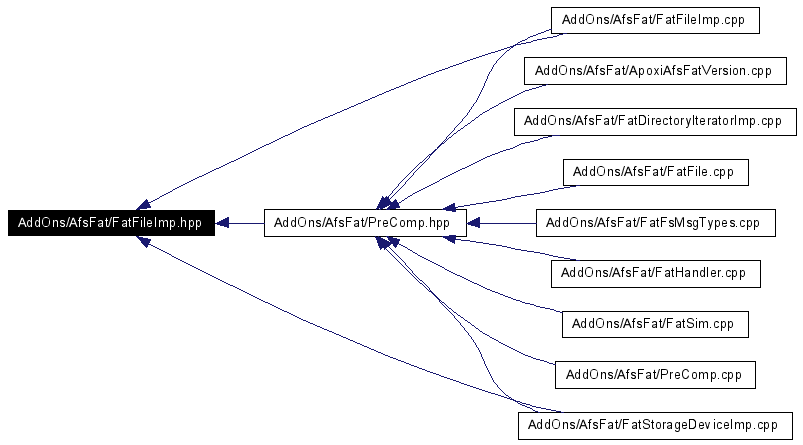 AddOns/AfsFat/FatFileImp.cpp
AddOns/AfsFat/ApoxiAfsFatVersion.cpp
AddOns/AfsFat/FatDirectoryIteratorImp.cpp
AddOns/AfsFat/FatFile.cpp
AddOns/AfsFat/FatFileImp.hpp
AddOns/AfsFat/PreComp.hpp
AddOns/AfsFat/FatFsMsgTypes.cpp
AddOns/AfsFat/FatHandler.cpp
AddOns/AfsFat/FatSim.cpp
AddOns/AfsFat/PreComp.cpp
AddOns/AfsFat/FatStorageDeviceImp.cpp